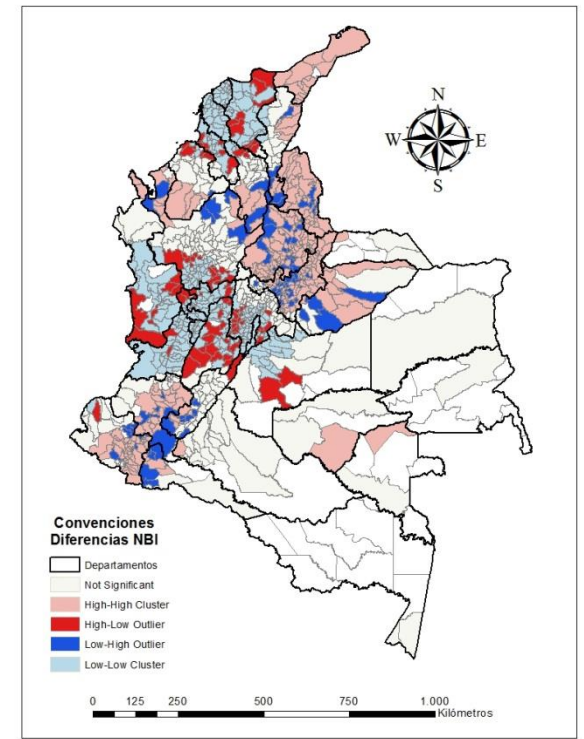 N
W E
S
Convenciones
Diferencias NBI
Departamentos
Not Significant
High-High Cluster
High-Low Outlier
Low-High Outlier
Low-Low Cluster
0 125 250 500 750 1.000
Kilómetros